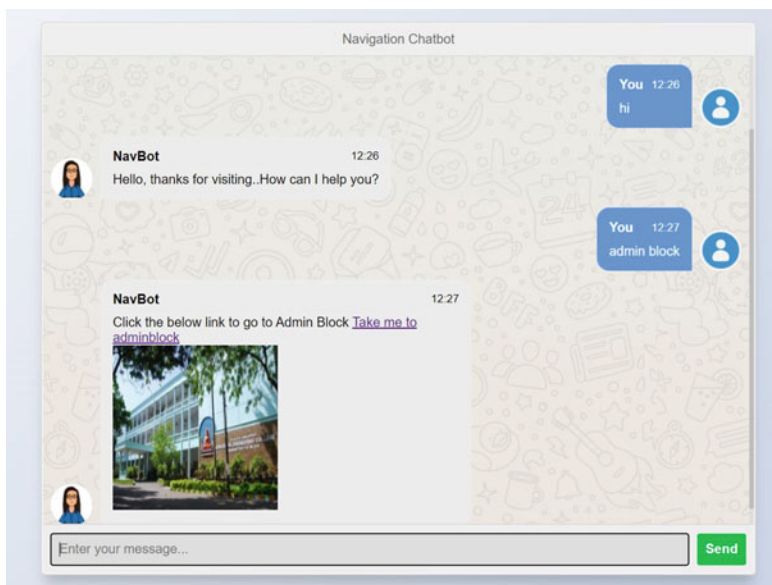 Navigation Chatbot
You 12:26
hi
NavBot 12:26
Hello, thanks for visiting..How can I help you?
You 12:27
admin block
NavBot 12:27
Click the below link to go to Admin Block Take me to
adminblock
Enter your message...
Send